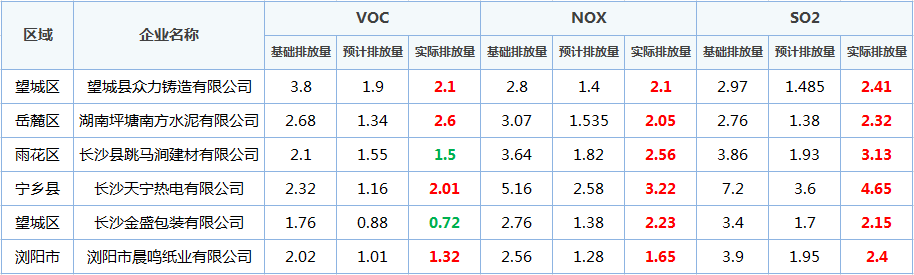 区域 企业名称 VOC NOX SO2
基础排放量 预计排放量 实际排放量 基础排放量 预计排放量 实际排放量 基础排放量 预计排放量 实际排放量
望城区 望城县众力铸造有限公司 3.8 1.9 2.1 2.8 1.4 2.1 2.97 1.485 2.41
岳麓区 湖南坪塘南方水泥有限公司 2.68 1.34 2.6 3.07 1.535 2.05 2.76 1.38 2.32
雨花区 长沙县跳马涧建材有限公司 2.1 1.55 1.5 3.64 1.82 2.56 3.86 1.93 3.13
宁乡县 长沙天宁热电有限公司 2.32 1.16 2.01 5.16 2.58 3.22 7.2 3.6 4.65
望城区 长沙金盛包装有限公司 1.76 0.88 0.72 2.76 1.38 2.23 3.4 1.7 2.15
浏阳市 浏阳市晨鸣纸业有限公司 2.02 1.01 1.32 2.56 1.28 1.65 3.9 1.95 2.4